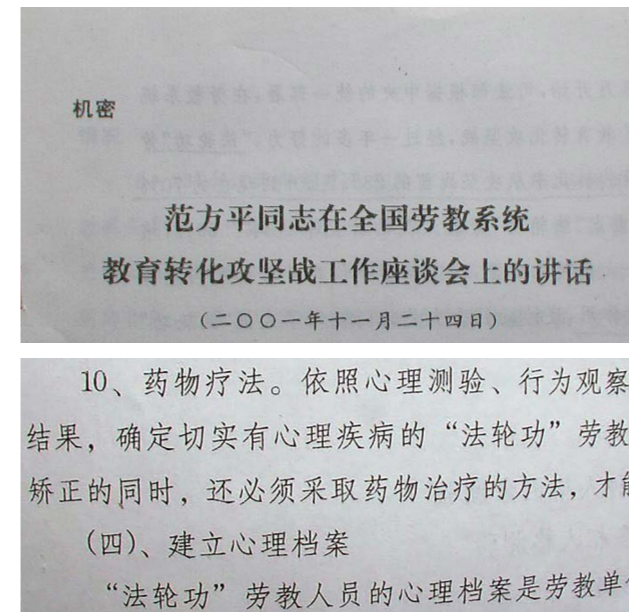 机密
范方平同志在全国劳教系统
教育转化攻坚战工作座谈会上的讲话
（二〇〇一年十一月二十四日）
10、药物疗法。依照心理测验、行为观察
结果，确定切实有心理疾病的“法轮功”劳教
矫正的同时，还必须采取药物治疗的方法，才能
（四）、建立心理档案
“法轮功”劳教人员的心理档案是劳教单位